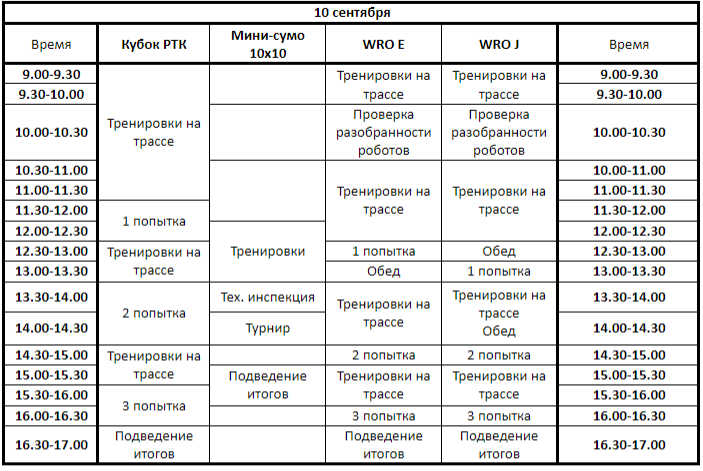 10 сентября
Время Кубок РТК Мини-сумо 10х10 WRO E WRO J Время
9.00-9.30 Тренировки на трассе Тренировки на трассе 9.00-9.30
9.30-10.00 9.30-10.00
Тренировки на трассе
10.00-10.30 Проверка разобранности роботов Проверка разобранности роботов 10.00-10.30
10.30-11.00 10.00-11.00
11.00-11.30 Тренировки на трассе Тренировки на трассе 11.00-11.30
11.30-12.00 1 попытка 11.30-12.00
12.00-12.30 12.00-12.30
12.30-13.00 Тренировки на трассе Тренировки 1 попытка Обед 12.30-13.00
13.00-13.30 Обед 1 попытка 13.00-13.30
13.30-14.00 2 попытка Тех. инспекция Тренировки на трассе Тренировки на трассе Обед 13.30-14.00
14.00-14.30 Турнир 14.00-14.30
14.30-15.00 Тренировки на трассе 2 попытка 2 попытка 14.30-15.00
15.00-15.30 Подведение итогов Тренировки на трассе Тренировки на трассе 15.00-15.30
15.30-16.00 3 попытка 15.30-16.00
16.00-16.30 3 попытка 3 попытка 16.00-16.30
16.30-17.00 Подведение итогов Подведение итогов Подведение итогов 16.30-17.00